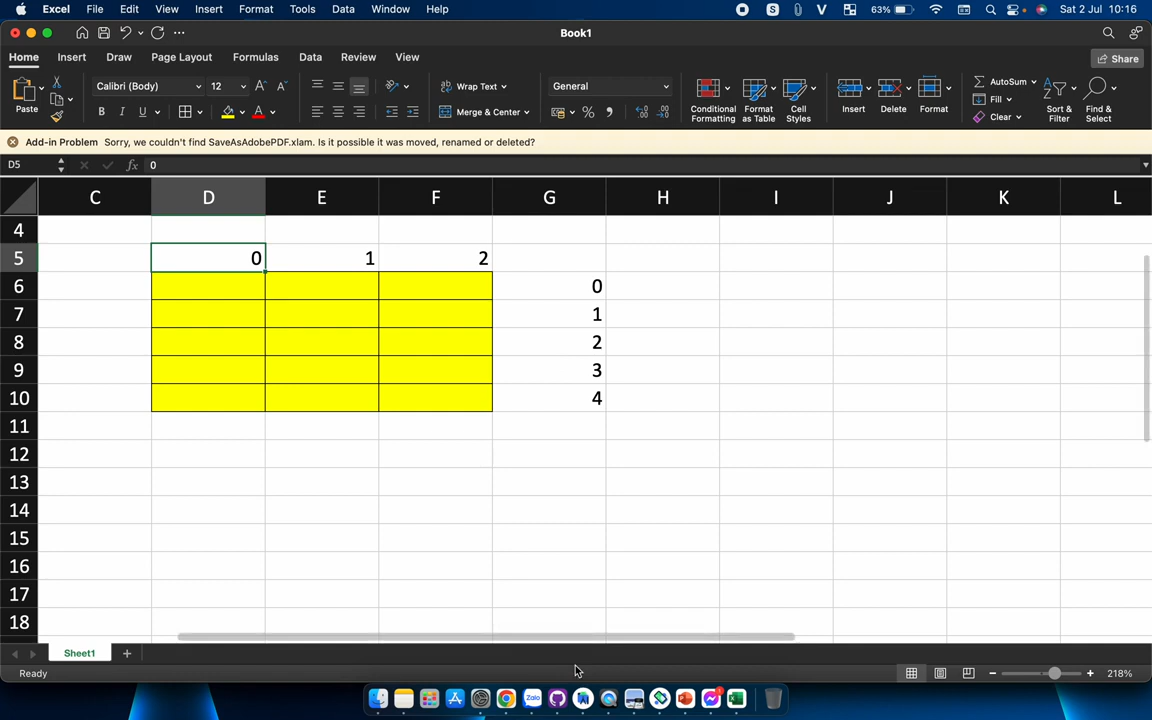 Excel File Edit View Insert Format Tools Data Window Help S V 63% Sat 2 Jul 10:16
Book1
Home Insert Draw Page Layout Formulas Data Review View Share
Paste Calibri (Body) 12 Wrap Text General Conditional Formatting Format as Table Cell Styles Insert Delete Format AutoSum Sort & Filter Find & Select
B I U A Merge & Center % Fill Clear
Add-in Problem Sorry, we couldn't find SaveAsAdobePDF.xlam. Is it possible it was moved, renamed or deleted?
D5 fx 0
C D E F G H I J K L
4
5 0 1 2
6 0
7 1
8 2
9 3
10 4
11
12
13
14
15
16
17
18
Sheet1 +
Ready 218%
Zalo